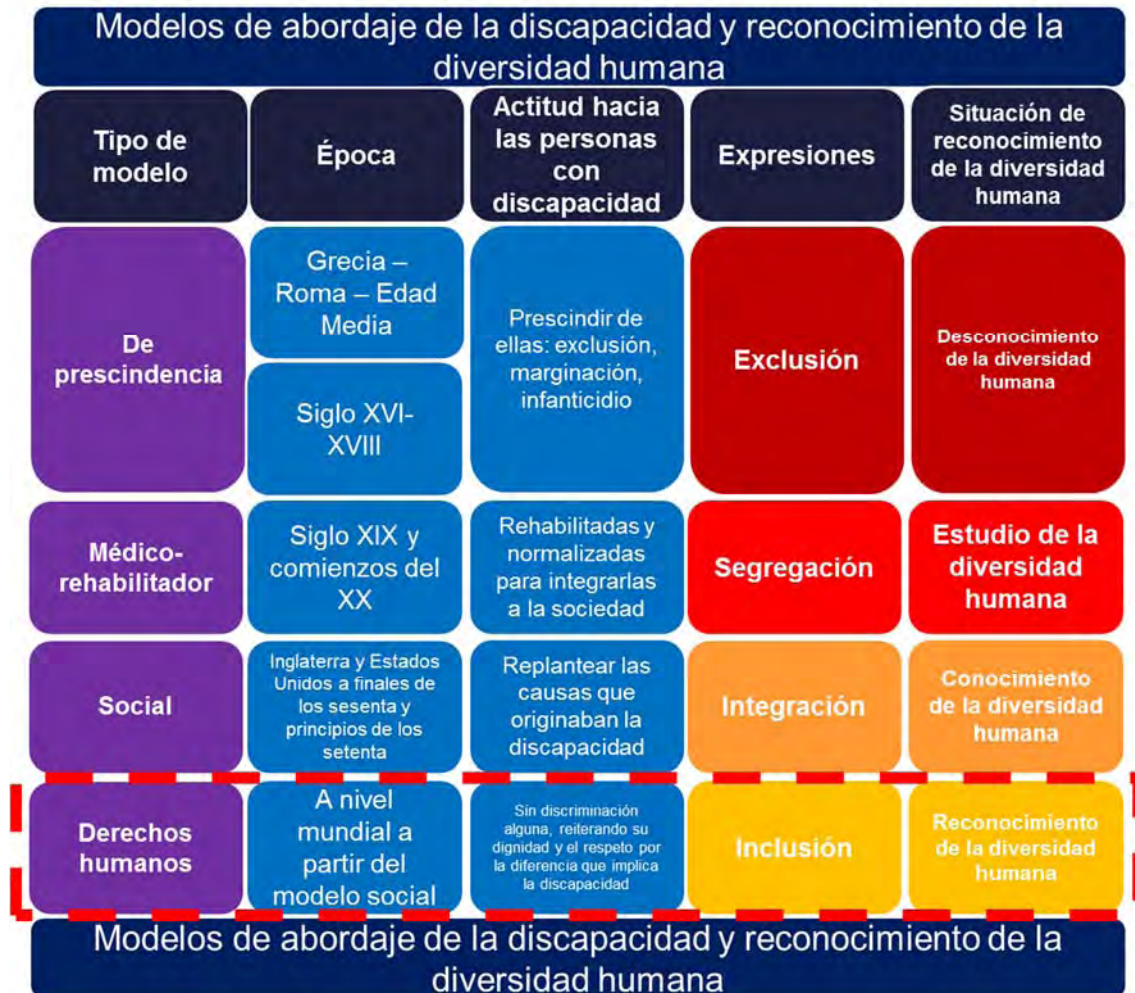 Modelos de abordaje de la discapacidad y reconocimiento de la
diversidad humana
Tipo de
modelo
Época
Actitud hacia
las personas
con
discapacidad
Expresiones
Situación de
reconocimiento
de la diversidad
humana
De
prescindencia
Grecia –
Roma – Edad
Media
Siglo XVI-
XVIII
Prescindir de
ellas: exclusión,
marginación,
infanticidio
Exclusión
Desconocimiento
de la diversidad
humana
Médico-
rehabilitador
Siglo XIX y
comienzos del
XX
Rehabilitadas y
normalizadas
para integrarlas
a la sociedad
Segregación
Estudio de la
diversidad
humana
Social
Inglaterra y Estados
Unidos a finales de
los sesenta y
principios de los
setenta
Replantear las
causas que
originaban la
discapacidad
Integración
Conocimiento
de la diversidad
humana
Derechos
humanos
A nivel
mundial a
partir del
modelo social
Sin discriminación
alguna, reiterando su
dignidad y el respeto por
la diferencia que implica
la discapacidad
Inclusión
Reconocimiento
de la diversidad
humana
Modelos de abordaje de la discapacidad y reconocimiento de la
diversidad humana